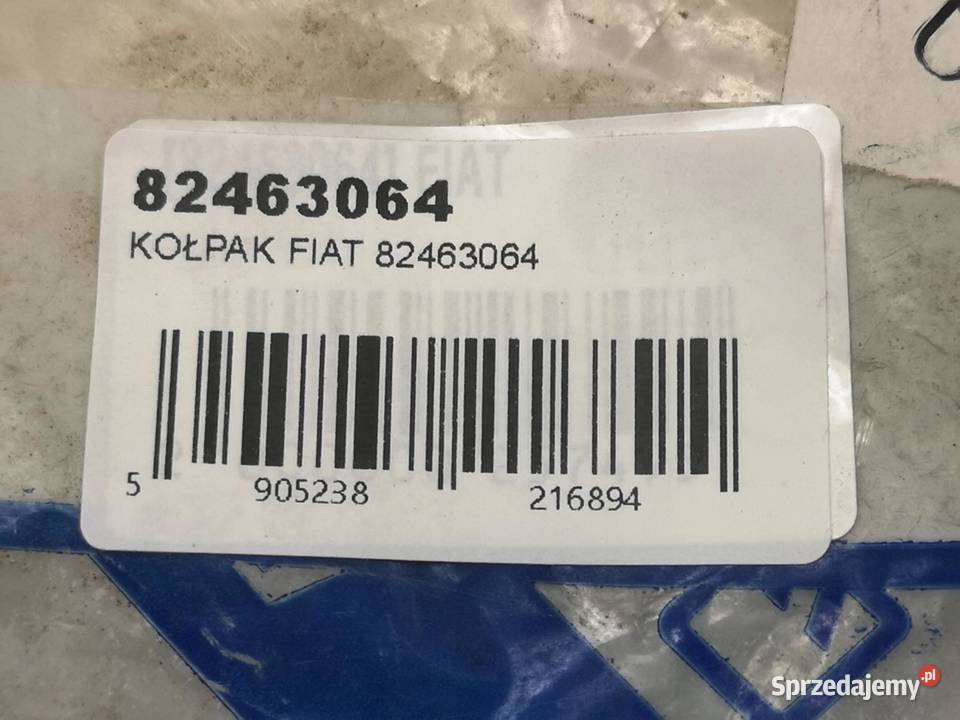 82463064
KOŁPAK FIAT 82463064
5 905238 216894
Sprzedajemy.pl